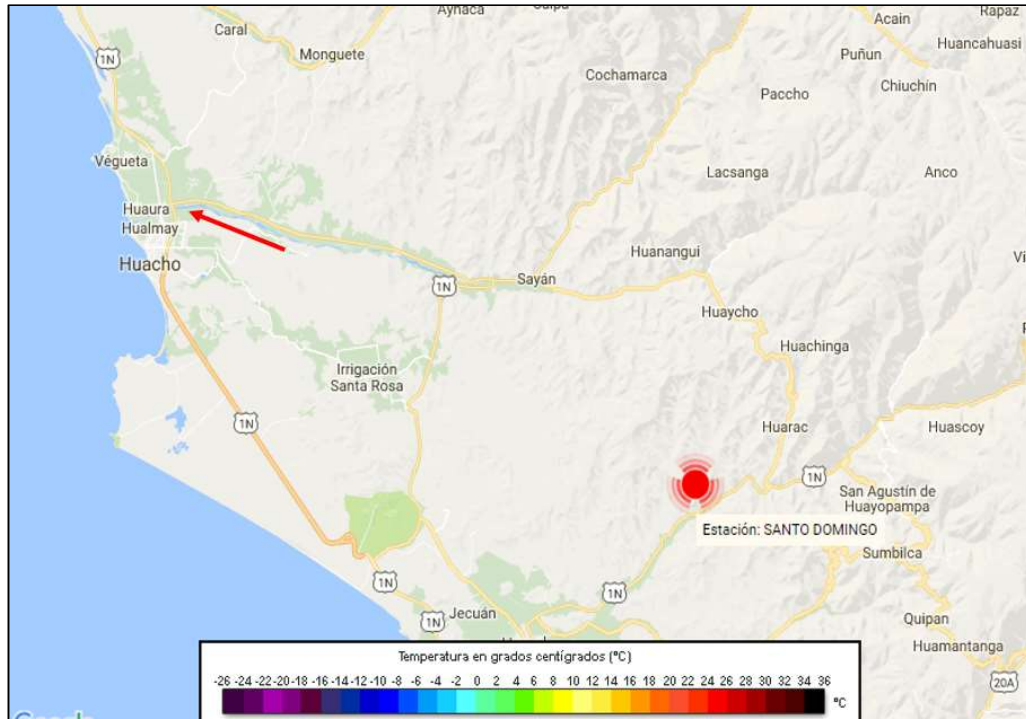 Aynaca
Rapaz
Acain
Caral
Monguete
1N
Puñun
Huancahuasi
Cochamarca
Chiuchín
Paccho
Végueta
Lacsanga
Anco
Huaura
Hualmay
Huanangui
Huacho
Sayán
1N
Huaycho
Huachinga
Irrigación
Santa Rosa
1N
Huarac
Huascoy
1N
San Agustín de
Huayopampa
Estación: SANTO DOMINGO
Sumbilca
1N
1N
Jecuán
Quipan
1N
Huamantanga
20A
Temperatura en grados centígrados (°C)
-26 -24 -22 -20 -18 -16 -14 -12 -10 -8 -6 -4 -2 0 2 4 6 8 10 12 14 16 18 20 22 24 26 28 30 32 34 36
°C